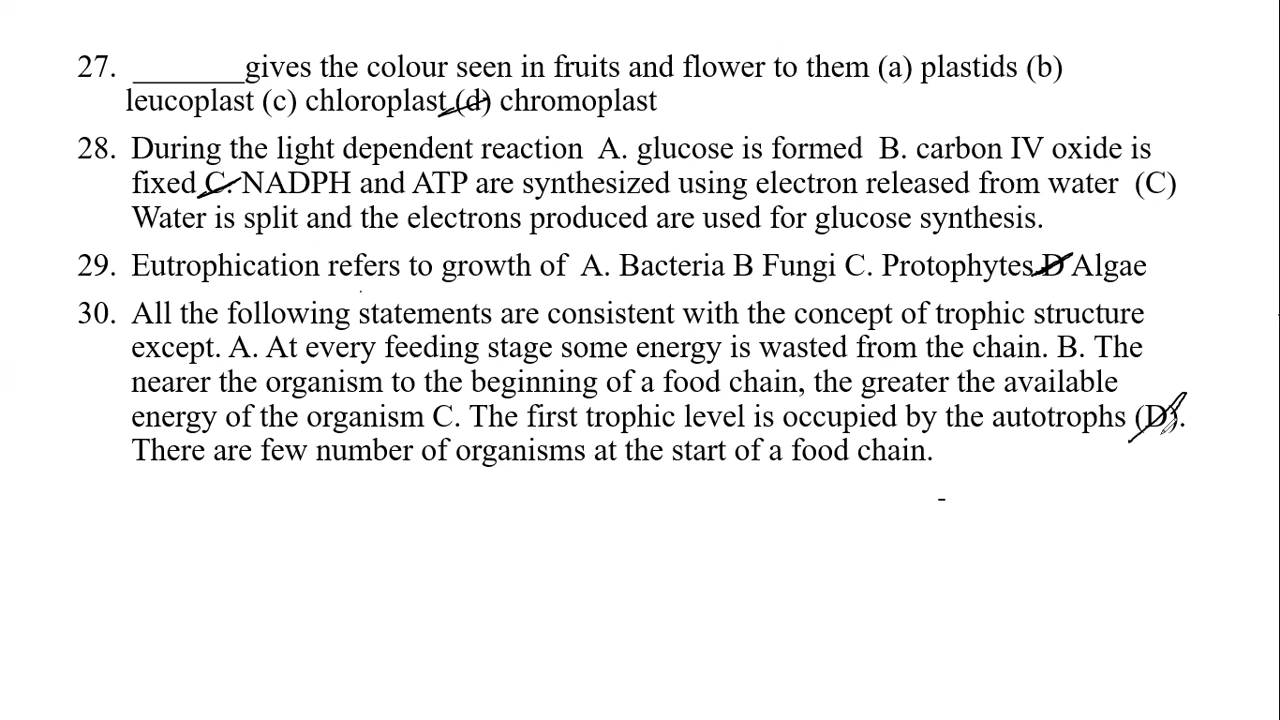 27. _______gives the colour seen in fruits and flower to them (a) plastids (b)
leucoplast (c) chloroplast (d) chromoplast
28. During the light dependent reaction A. glucose is formed B. carbon IV oxide is
fixed C. NADPH and ATP are synthesized using electron released from water (C)
Water is split and the electrons produced are used for glucose synthesis.
29. Eutrophication refers to growth of A. Bacteria B Fungi C. Protophytes D Algae
30. All the following statements are consistent with the concept of trophic structure
except. A. At every feeding stage some energy is wasted from the chain. B. The
nearer the organism to the beginning of a food chain, the greater the available
energy of the organism C. The first trophic level is occupied by the autotrophs (D).
There are few number of organisms at the start of a food chain.
-